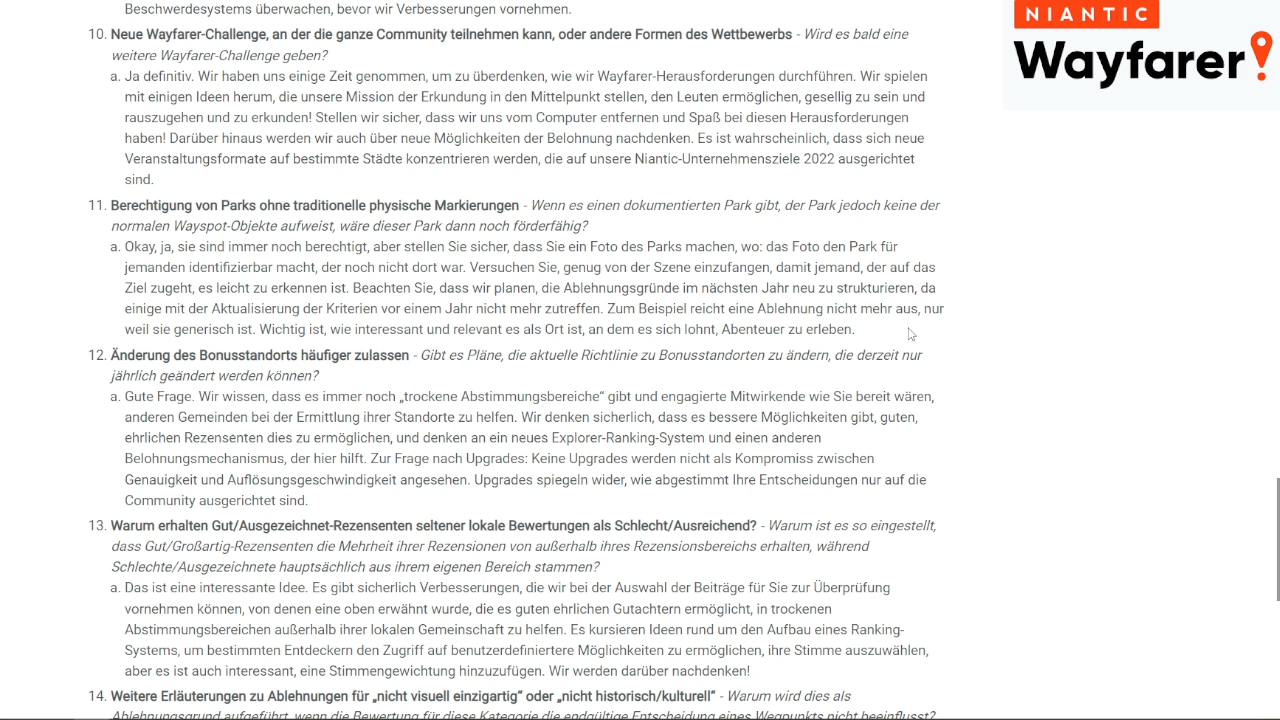 Beschwerdesystems überwachen, bevor wir Verbesserungen vornehmen.
NIANTIC
Wayfarer
10. Neue Wayfarer-Challenge, an der die ganze Community teilnehmen kann, oder andere Formen des Wettbewerbs - Wird es bald eine
weitere Wayfarer-Challenge geben?
a. Ja definitiv. Wir haben uns einige Zeit genommen, um zu überdenken, wie wir Wayfarer-Herausforderungen durchführen. Wir spielen
mit einigen Ideen herum, die unsere Mission der Erkundung in den Mittelpunkt stellen, den Leuten ermöglichen, gesellig zu sein und
rauszugehen und zu erkunden! Stellen wir sicher, dass wir uns vom Computer entfernen und Spaß bei diesen Herausforderungen
haben! Darüber hinaus werden wir auch über neue Möglichkeiten der Belohnung nachdenken. Es ist wahrscheinlich, dass sich neue
Veranstaltungsformate auf bestimmte Städte konzentrieren werden, die auf unsere Niantic-Unternehmensziele 2022 ausgerichtet
sind.
11. Berechtigung von Parks ohne traditionelle physische Markierungen - Wenn es einen dokumentierten Park gibt, der Park jedoch keine der
normalen Wayspot-Objekte aufweist, wäre dieser Park dann noch förderfähig?
a. Okay, ja, sie sind immer noch berechtigt, aber stellen Sie sicher, dass Sie ein Foto des Parks machen, wo: das Foto den Park für
jemanden identifizierbar macht, der noch nicht dort war. Versuchen Sie, genug von der Szene einzufangen, damit jemand, der auf das
Ziel zugeht, es leicht zu erkennen ist. Beachten Sie, dass wir planen, die Ablehnungsgründe im nächsten Jahr neu zu strukturieren, da
einige mit der Aktualisierung der Kriterien vor einem Jahr nicht mehr zutreffen. Zum Beispiel reicht eine Ablehnung nicht mehr aus, nur
weil sie generisch ist. Wichtig ist, wie interessant und relevant es als Ort ist, an dem es sich lohnt, Abenteuer zu erleben.
12. Änderung des Bonusstandorts häufiger zulassen - Gibt es Pläne, die aktuelle Richtlinie zu Bonusstandorten zu ändern, die derzeit nur
jährlich geändert werden können?
a. Gute Frage. Wir wissen, dass es immer noch „trockene Abstimmungsbereiche“ gibt und engagierte Mitwirkende wie Sie bereit wären,
anderen Gemeinden bei der Ermittlung ihrer Standorte zu helfen. Wir denken sicherlich, dass es bessere Möglichkeiten gibt, guten,
ehrlichen Rezensenten dies zu ermöglichen, und denken an ein neues Explorer-Ranking-System und einen anderen
Belohnungsmechanismus, der hier hilft. Zur Frage nach Upgrades: Keine Upgrades werden nicht als Kompromiss zwischen
Genauigkeit und Auflösungsgeschwindigkeit angesehen. Upgrades spiegeln wider, wie abgestimmt Ihre Entscheidungen nur auf die
Community ausgerichtet sind.
13. Warum erhalten Gut/Ausgezeichnet-Rezensenten seltener lokale Bewertungen als Schlecht/Ausreichend? - Warum ist es so eingestellt,
dass Gut/Großartig-Rezensenten die Mehrheit ihrer Rezensionen von außerhalb ihres Rezensionsbereichs erhalten, während
Schlechte/Ausgezeichnete hauptsächlich aus ihrem eigenen Bereich stammen?
a. Das ist eine interessante Idee. Es gibt sicherlich Verbesserungen, die wir bei der Auswahl der Beiträge für Sie zur Überprüfung
vornehmen können, von denen eine oben erwähnt wurde, die es guten ehrlichen Gutachtern ermöglicht, in trockenen
Abstimmungsbereichen außerhalb ihrer lokalen Gemeinschaft zu helfen. Es kursieren Ideen rund um den Aufbau eines Ranking-
Systems, um bestimmten Entdeckern den Zugriff auf benutzerdefiniertere Möglichkeiten zu ermöglichen, ihre Stimme auszuwählen,
aber es ist auch interessant, eine Stimmengewichtung hinzuzufügen. Wir werden darüber nachdenken!
14. Weitere Erläuterungen zu Ablehnungen für „nicht visuell einzigartig“ oder „nicht historisch/kulturell“ - Warum wird dies als
Ablehnungsgrund aufgeführt, wenn die Bewertung für diese Kategorie die endgültige Entscheidung eines Wegpunkts nicht beeinflusst?